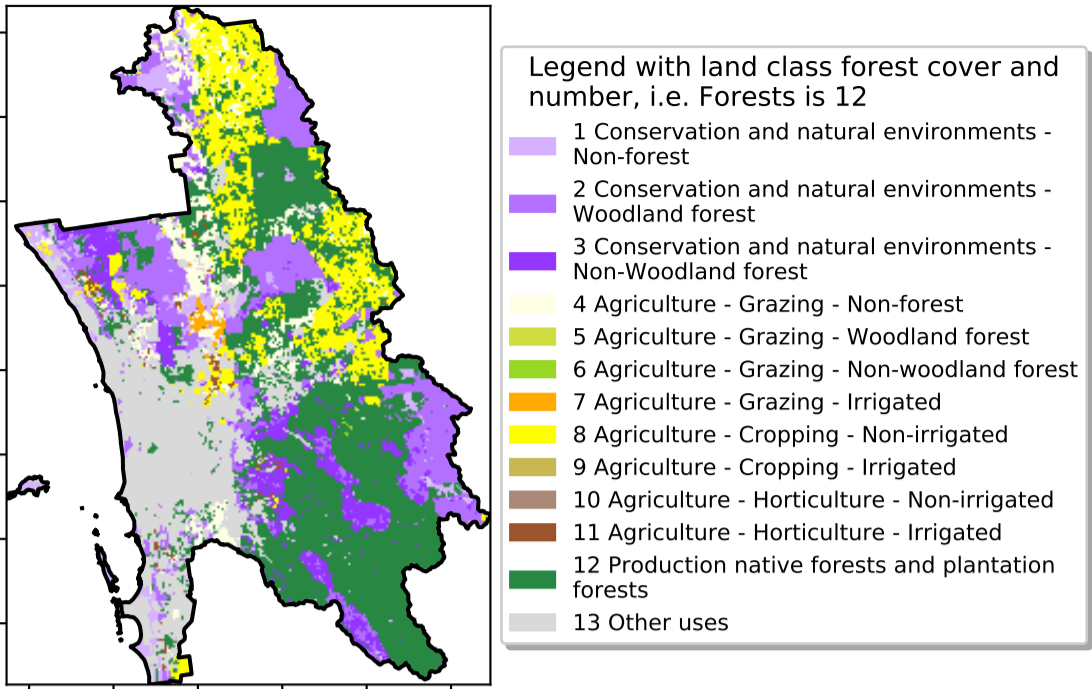 Legend with land class forest cover and
number, i.e. Forests is 12
1 Conservation and natural environments -
Non-forest
2 Conservation and natural environments -
Woodland forest
3 Conservation and natural environments -
Non-Woodland forest
4 Agriculture - Grazing - Non-forest
5 Agriculture - Grazing - Woodland forest
6 Agriculture - Grazing - Non-woodland forest
7 Agriculture - Grazing - Irrigated
8 Agriculture - Cropping - Non-irrigated
9 Agriculture - Cropping - Irrigated
10 Agriculture - Horticulture - Non-irrigated
11 Agriculture - Horticulture - Irrigated
12 Production native forests and plantation
forests
13 Other uses